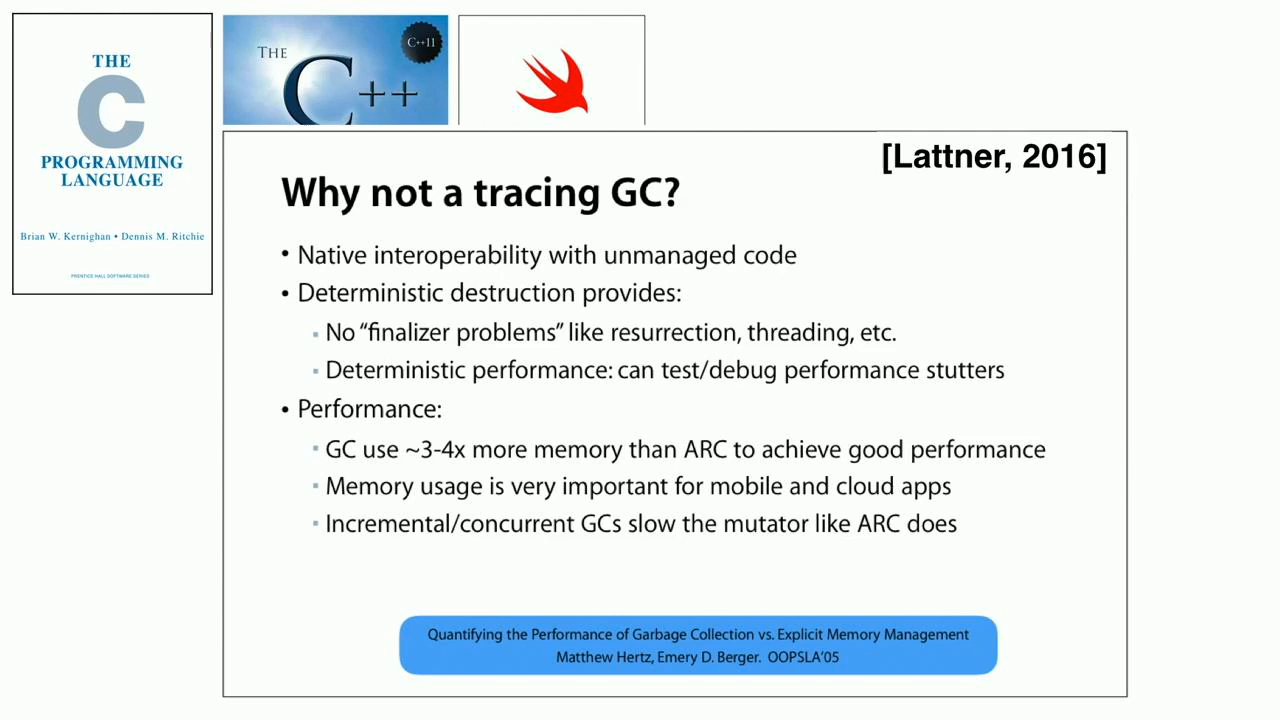 THE
C
PROGRAMMING
LANGUAGE
Brian W. Kernighan • Dennis M. Ritchie
PRENTICE HALL SOFTWARE SERIES
THE
C++
C++11
[Lattner, 2016]
Why not a tracing GC?
• Native interoperability with unmanaged code
• Deterministic destruction provides:
▪ No “finalizer problems” like resurrection, threading, etc.
▪ Deterministic performance: can test/debug performance stutters
• Performance:
▪ GC use ~3-4x more memory than ARC to achieve good performance
▪ Memory usage is very important for mobile and cloud apps
▪ Incremental/concurrent GCs slow the mutator like ARC does
Quantifying the Performance of Garbage Collection vs. Explicit Memory Management
Matthew Hertz, Emery D. Berger. OOPSLA’05